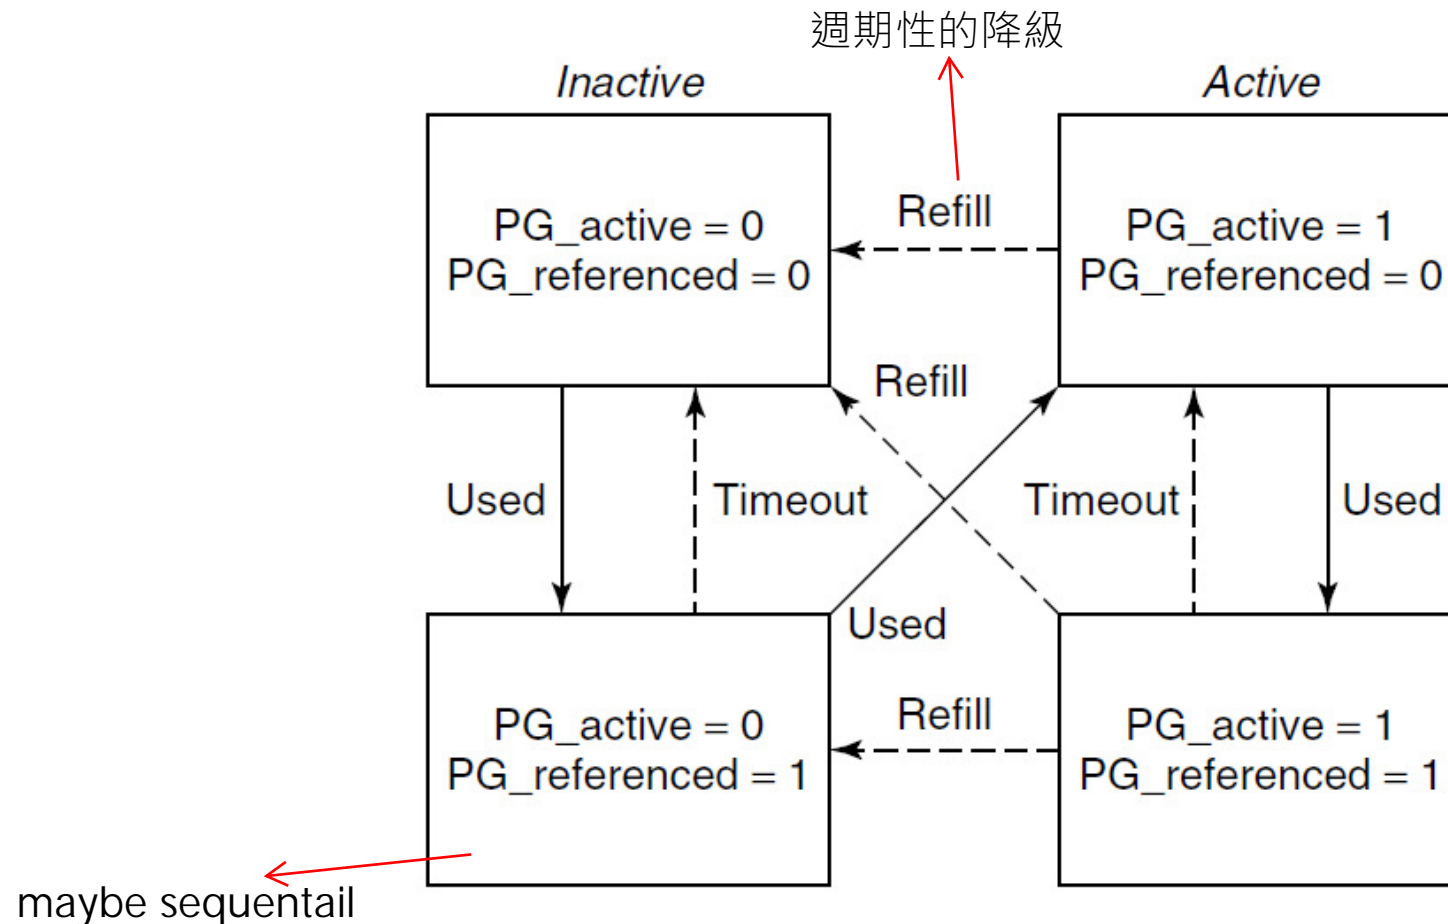 週期性的降級
Inactive
Active
PG_active = 0
PG_referenced = 0
Refill
PG_active = 1
PG_referenced = 0
Refill
Used
Timeout
Timeout
Used
Used
PG_active = 0
PG_referenced = 1
Refill
PG_active = 1
PG_referenced = 1
maybe sequentail